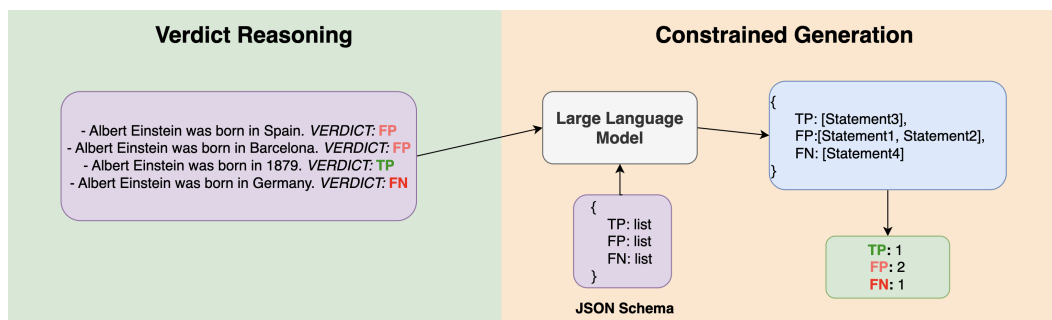 Verdict Reasoning
- Albert Einstein was born in Spain. VERDICT: FP
- Albert Einstein was born in Barcelona. VERDICT: FP
- Albert Einstein was born in 1879. VERDICT: TP
- Albert Einstein was born in Germany. VERDICT: FN
Constrained Generation
Large Language
Model
{
TP: list
FP: list
FN: list
}
JSON Schema
{
TP: [Statement3],
FP:[Statement1, Statement2],
FN: [Statement4]
}
TP: 1
FP: 2
FN: 1